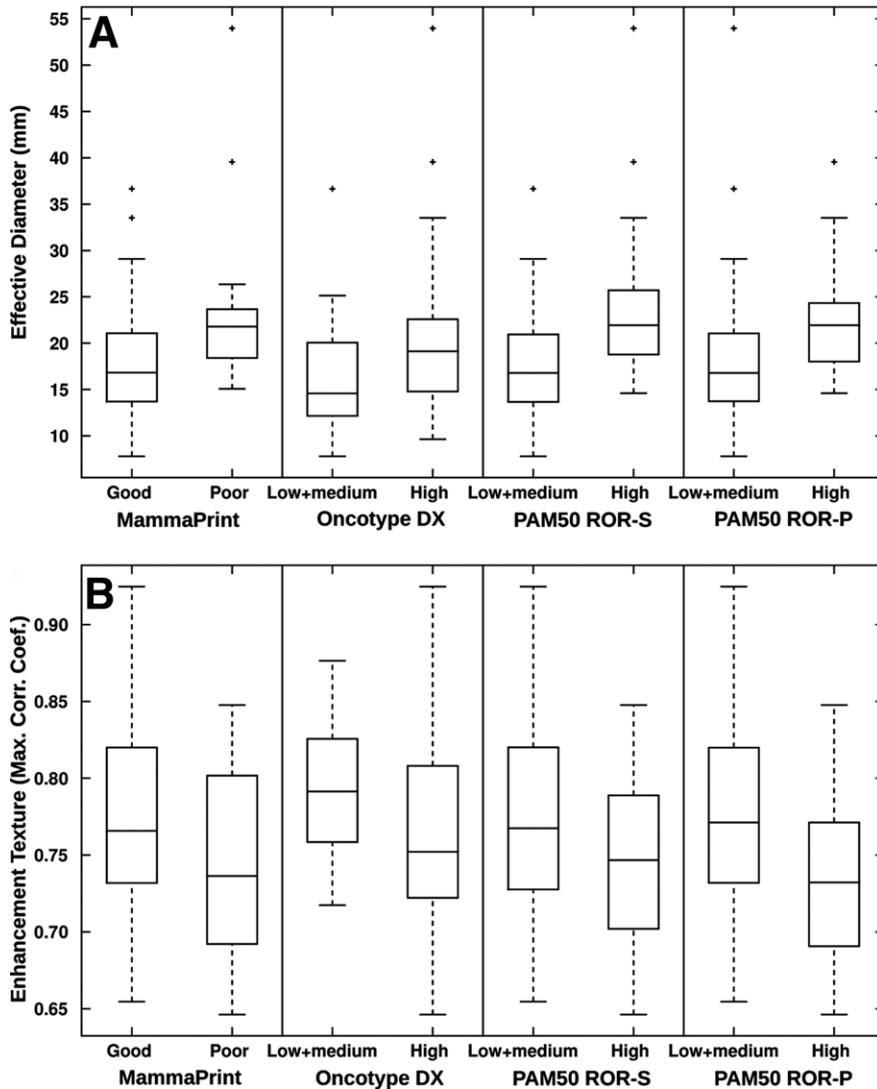 A
Effective Diameter (mm)
55
50
45
40
35
30
25
20
15
10
Good Poor Low+medium High Low+medium High Low+medium High
MammaPrint Oncotype DX PAM50 ROR-S PAM50 ROR-P
B
Enhancement Texture (Max. Corr. Coef.)
0.90
0.85
0.80
0.75
0.70
0.65
Good Poor Low+medium High Low+medium High Low+medium High
MammaPrint Oncotype DX PAM50 ROR-S PAM50 ROR-P